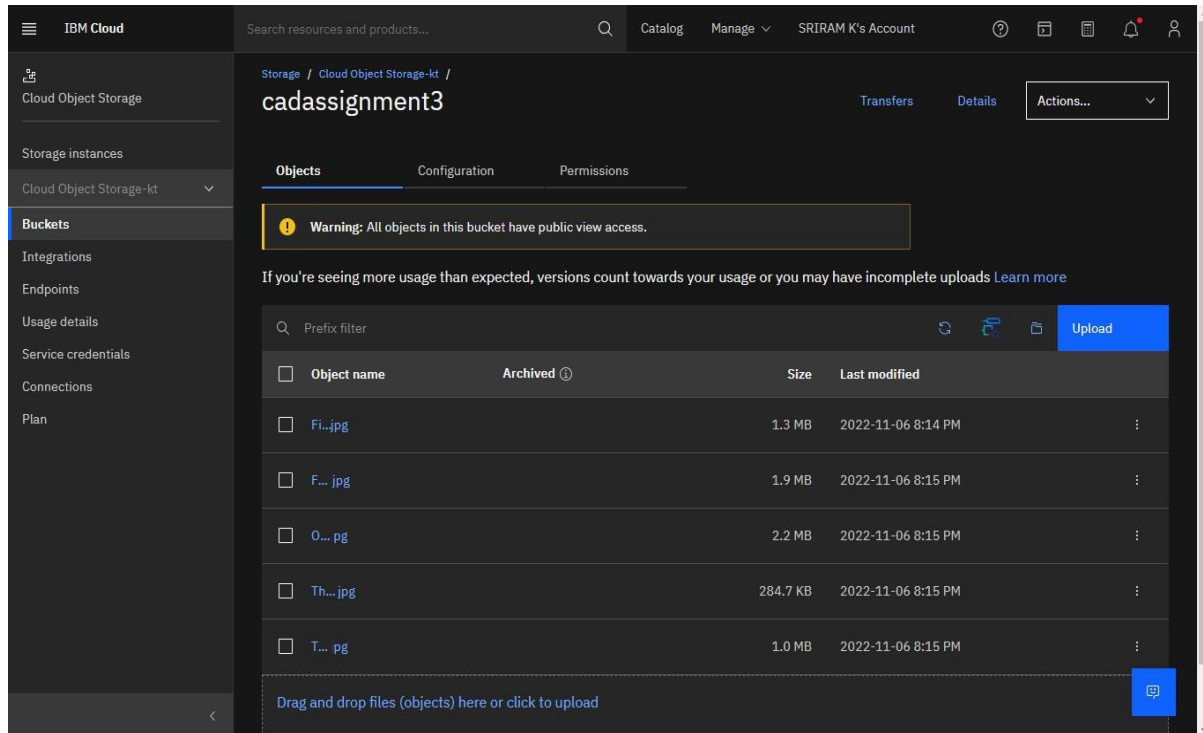 IBM Cloud
Search resources and products...
Catalog
Manage
SRIRAM K's Account
Cloud Object Storage
Storage instances
Cloud Object Storage-kt
Buckets
Integrations
Endpoints
Usage details
Service credentials
Connections
Plan
Storage / Cloud Object Storage-kt /
cadassignment3
Transfers
Details
Actions...
Objects
Configuration
Permissions
Warning: All objects in this bucket have public view access.
If you're seeing more usage than expected, versions count towards your usage or you may have incomplete uploads Learn more
Prefix filter
Upload
Object name Archived Size Last modified
Fi...jpg 1.3 MB 2022-11-06 8:14 PM
F... jpg 1.9 MB 2022-11-06 8:15 PM
O... pg 2.2 MB 2022-11-06 8:15 PM
Th... jpg 284.7 KB 2022-11-06 8:15 PM
T... pg 1.0 MB 2022-11-06 8:15 PM
Drag and drop files (objects) here or click to upload